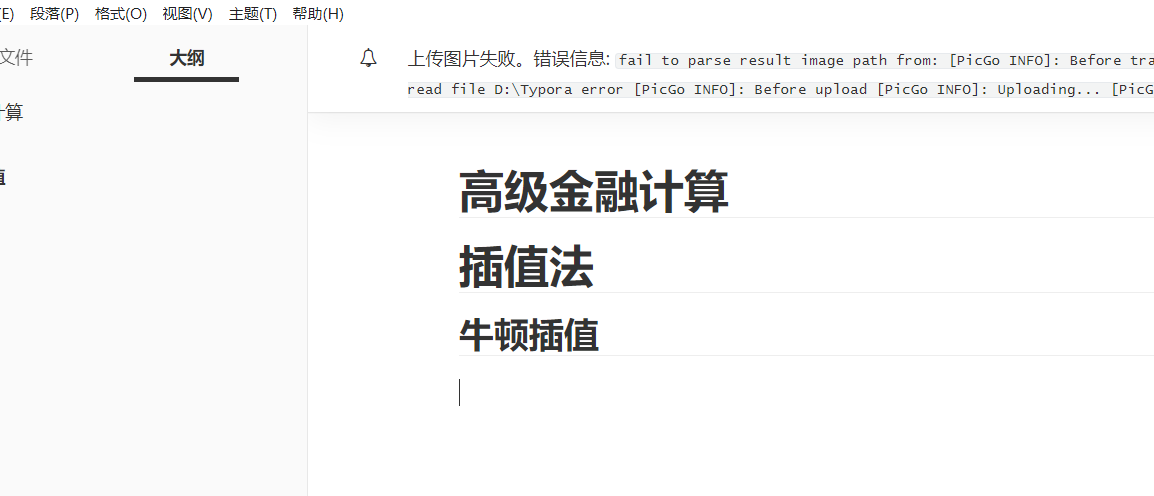 (E) 段落(P) 格式(O) 视图(V) 主题(T) 帮助(H)
文件 大纲
上传图片失败。错误信息: fail to parse result image path from: [PicGo INFO]: Before tra
read file D:\Typora error [PicGo INFO]: Before upload [PicGo INFO]: Uploading... [PicG
算
高级金融计算
插值法
牛顿插值